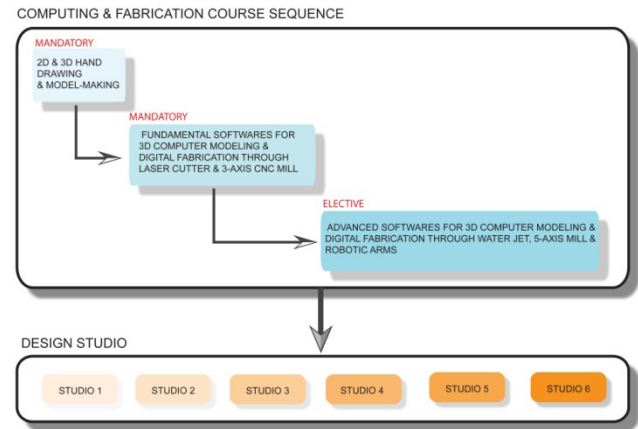 COMPUTING & FABRICATION COURSE SEQUENCE
MANDATORY
2D & 3D HAND
DRAWING
& MODEL-MAKING
MANDATORY
FUNDAMENTAL SOFTWARES FOR
3D COMPUTER MODELING &
DIGITAL FABRICATION THROUGH
LASER CUTTER & 3-AXIS CNC MILL
ELECTIVE
ADVANCED SOFTWARES FOR 3D COMPUTER MODELING &
DIGITAL FABRICATION THROUGH WATER JET, 5-AXIS MILL &
ROBOTIC ARMS
DESIGN STUDIO
STUDIO 1
STUDIO 2
STUDIO 3
STUDIO 4
STUDIO 5
STUDIO 6